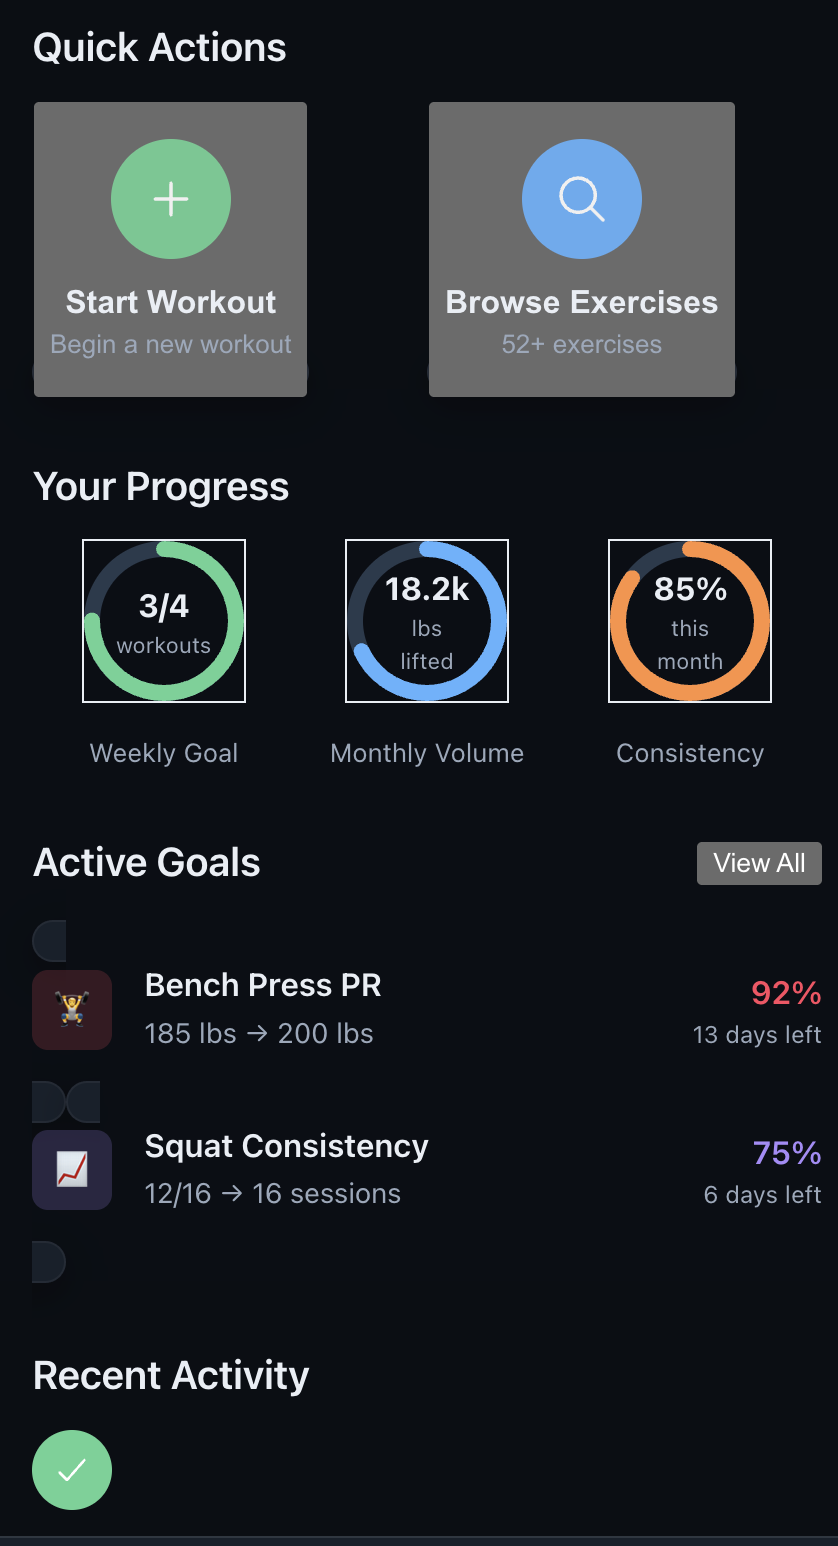 Quick Actions
Start Workout
Begin a new workout
Browse Exercises
52+ exercises
Your Progress
3/4
workouts
Weekly Goal
18.2k
lbs
lifted
Monthly Volume
85%
this
month
Consistency
Active Goals
View All
Bench Press PR
185 lbs → 200 lbs
92%
13 days left
Squat Consistency
12/16 → 16 sessions
75%
6 days left
Recent Activity